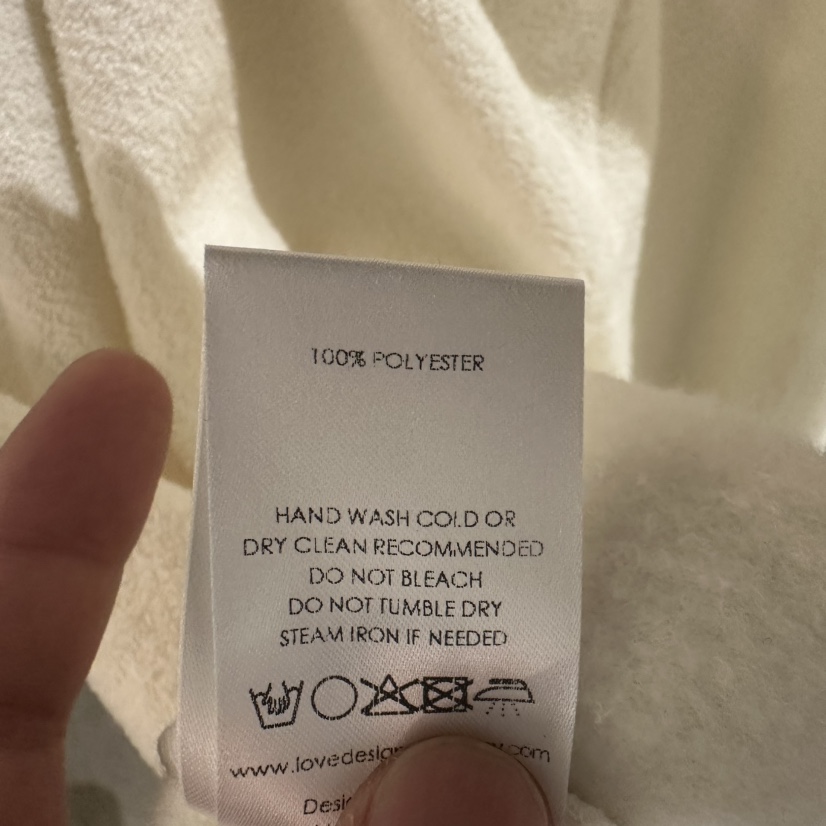 100% POLYESTER
HAND WASH COLD OR
DRY CLEAN RECOMMENDED
DO NOT BLEACH
DO NOT TUMBLE DRY
STEAM IRON IF NEEDED